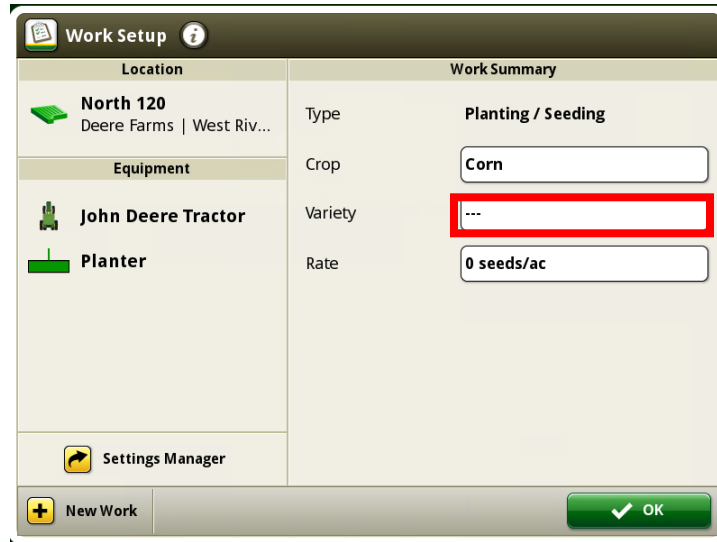 Work Setup i
Location
North 120
Deere Farms | West Riv...
Equipment
John Deere Tractor
Planter
Settings Manager
Work Summary
Type Planting / Seeding
Crop Corn
Variety ---
Rate 0 seeds/ac
New Work
OK